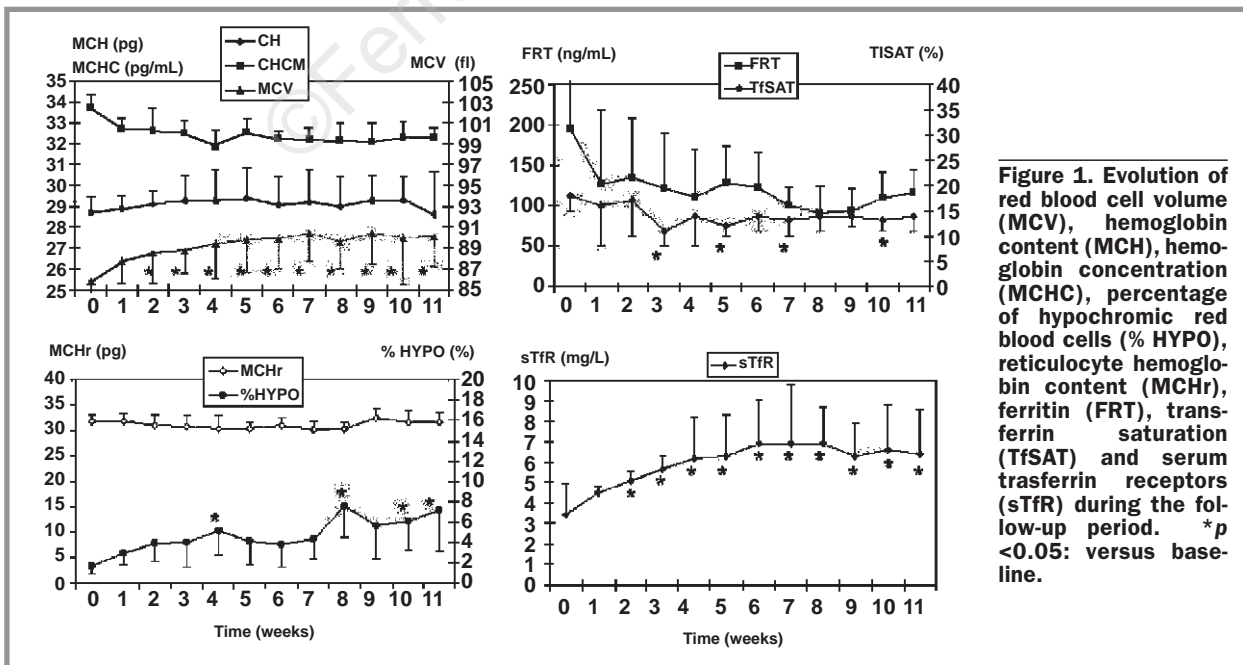 ©Ferr
MCH (pg)
MCHC (pg/mL)
MCV (fl)
CH
CHCM
MCV
35
34
33
32
31
30
29
28
27
26
25
105
103
101
99
97
95
93
91
89
87
85
* * * * * * * * * *
0 1 2 3 4 5 6 7 8 9 10 11
FRT (ng/mL)
TISAT (%)
FRT
TfSAT
250
200
150
100
50
0
40
35
30
25
20
15
10
5
0
* * * *
0 1 2 3 4 5 6 7 8 9 10 11
MCHr (pg)
% HYPO (%)
MCHr
%HYPO
40
35
30
25
20
15
10
5
0
20
18
16
14
12
10
8
6
4
2
0
* * * *
0 1 2 3 4 5 6 7 8 9 10 11
Time (weeks)
sTfR (mg/L)
sTfR
10
9
8
7
6
5
4
3
2
1
0
* * * * * * * * * *
0 1 2 3 4 5 6 7 8 9 10 11
Time (weeks)
Figure 1. Evolution of
red blood cell volume
(MCV), hemoglobin
content (MCH), hemo-
globin concentration
(MCHC), percentage
of hypochromic red
blood cells (% HYPO),
reticulocyte hemoglo-
bin content (MCHr),
ferritin (FRT), trans-
ferrin saturation
(TfSAT) and serum
trasferrin receptors
(sTfR) during the fol-
low-up period. *p
<0.05: versus base-
line.